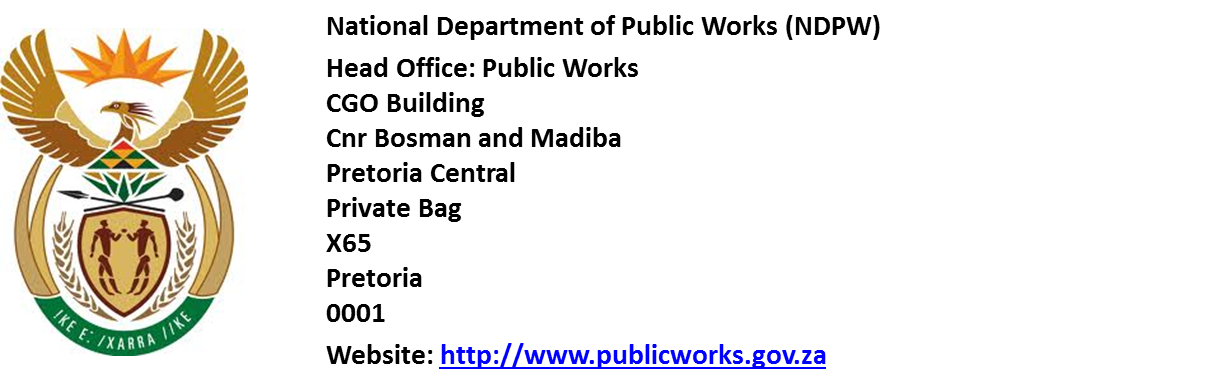 National Department of Public Works (NDPW)
Head Office: Public Works
CGO Building
Cnr Bosman and Madiba
Pretoria Central
Private Bag
X65
Pretoria
0001
Website: http://www.publicworks.gov.za
!KE E: /XARRA //KE